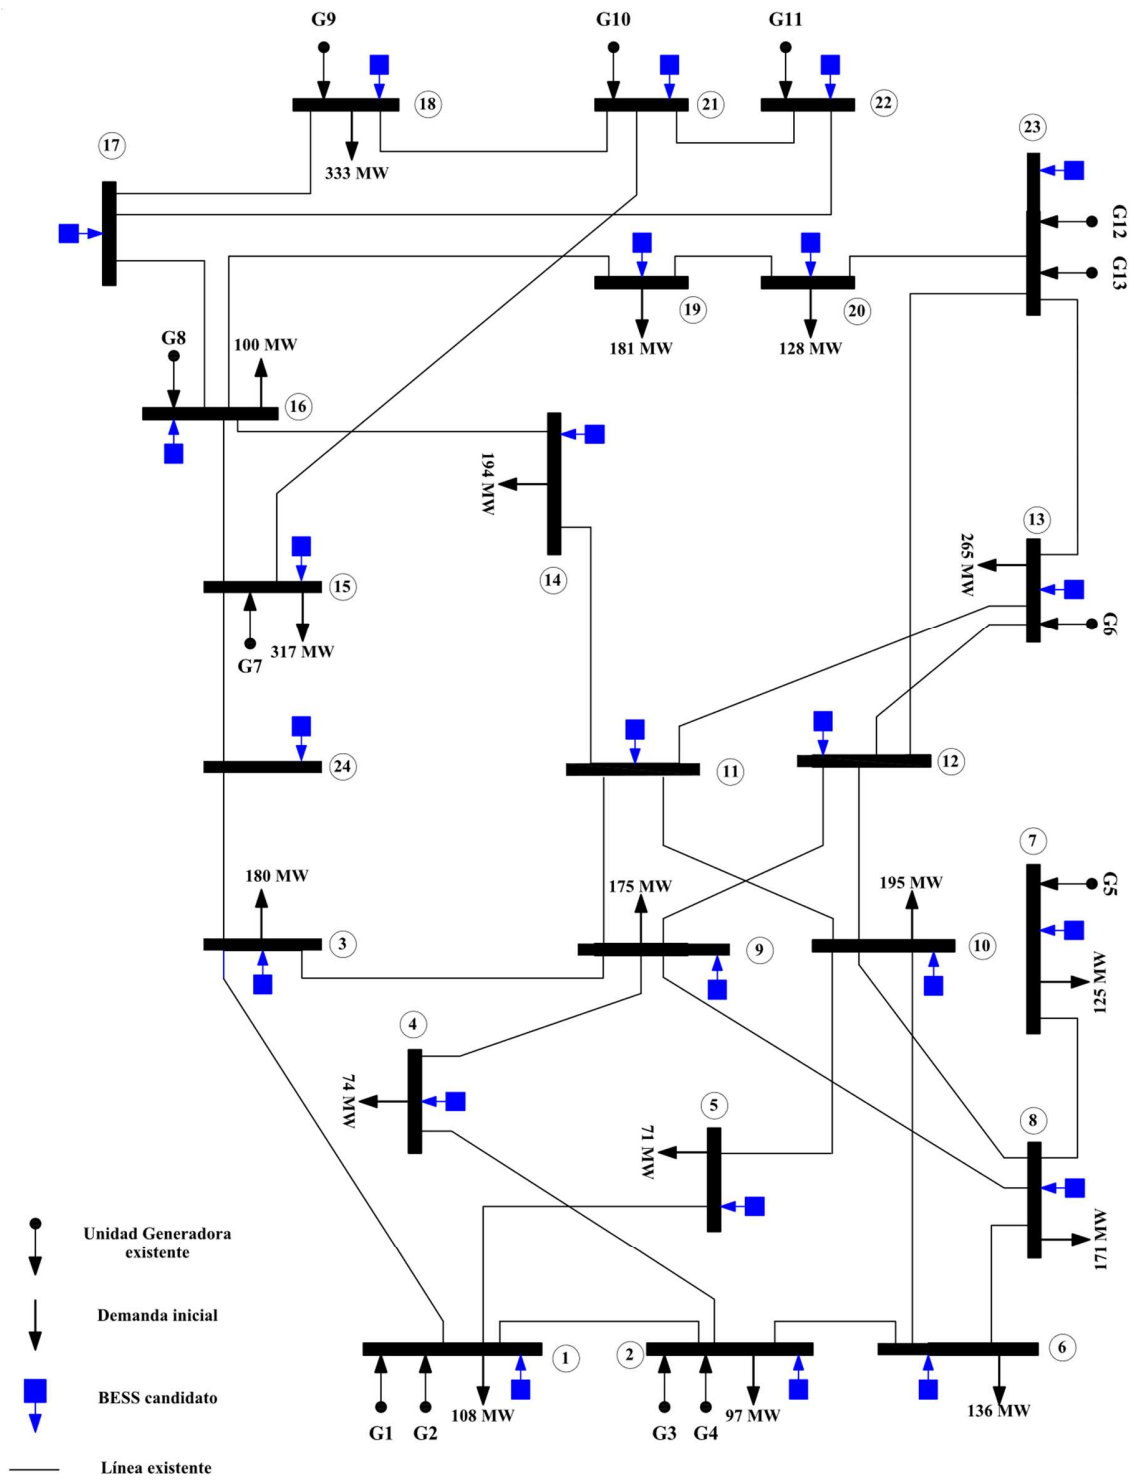 G9
G10
G11
18
21
22
23
17
333 MW
G12
G13
19
20
181 MW
128 MW
G8
100 MW
16
194 MW
13
265 MW
15
14
G7
317 MW
G6
24
11
12
7
180 MW
175 MW
195 MW
G5
3
9
10
125 MW
4
74 MW
5
71 MW
8
Unidad Generadora
existente
171 MW
Demanda inicial
1
2
6
BESS candidato
108 MW
97 MW
136 MW
G1
G2
G3
G4
Línea existente